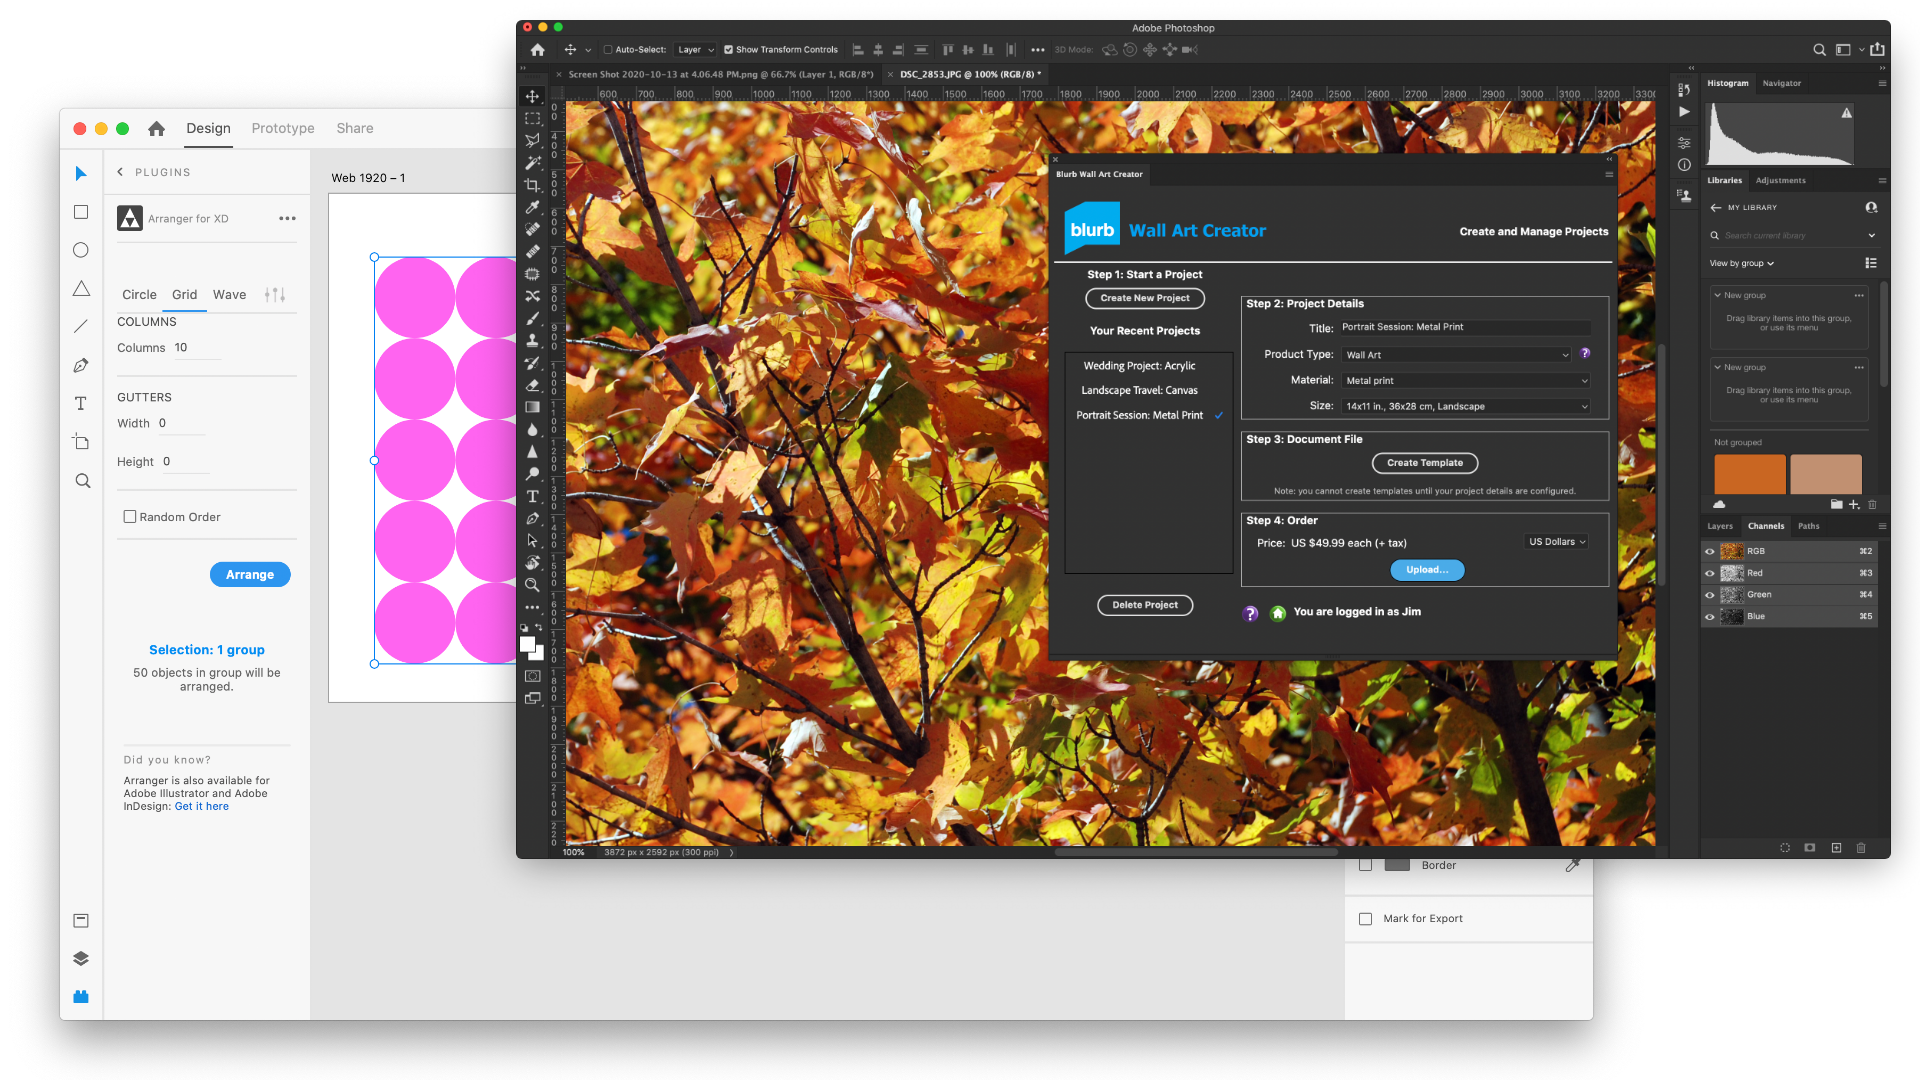 Adobe Photoshop
Auto-Select: Layer Show Transform Controls 3D Mode:
Screen Shot 2020-10-13 at 4.06.48 PM.png @ 66.7% (Layer 1, RGB/8*) DSC_2853.JPG @ 100% (RGB/8) *
600 700 800 900 1000 1100 1200 1300 1400 1500 1600 1700 1800 1900 2000 2100 2200 2300 2400 2500 2600 2700 2800 2900 3000 3100 3200 3300
Histogram Navigator
Libraries Adjustments
MY LIBRARY
Search current library
View by group
New group
Drag library items into this group,
or use its menu
New group
Drag library items into this group,
or use its menu
Not grouped
Layers Channels Paths
RGB ⌘2
Red ⌘3
Green ⌘4
Blue ⌘5
Blurb Wall Art Creator
blurb Wall Art Creator
Create and Manage Projects
Step 1: Start a Project
Create New Project
Your Recent Projects
Wedding Project: Acrylic
Landscape Travel: Canvas
Portrait Session: Metal Print
Delete Project
Step 2: Project Details
Title: Portrait Session: Metal Print
Product Type: Wall Art ?
Material: Metal print
Size: 14x11 in., 36x28 cm, Landscape
Step 3: Document File
Create Template
Note: you cannot create templates until your project details are configured.
Step 4: Order
Price: US $49.99 each (+ tax) US Dollars
Upload...
? You are logged in as Jim
100% 3872 px x 2592 px (300 ppi)
Design Prototype Share
PLUGINS
Arranger for XD
Circle Grid Wave
COLUMNS
Columns 10
GUTTERS
Width 0
Height 0
Random Order
Arrange
Selection: 1 group
50 objects in group will be
arranged.
Did you know?
Arranger is also available for
Adobe Illustrator and Adobe
InDesign: Get it here
Web 1920 – 1
Border
Mark for Export